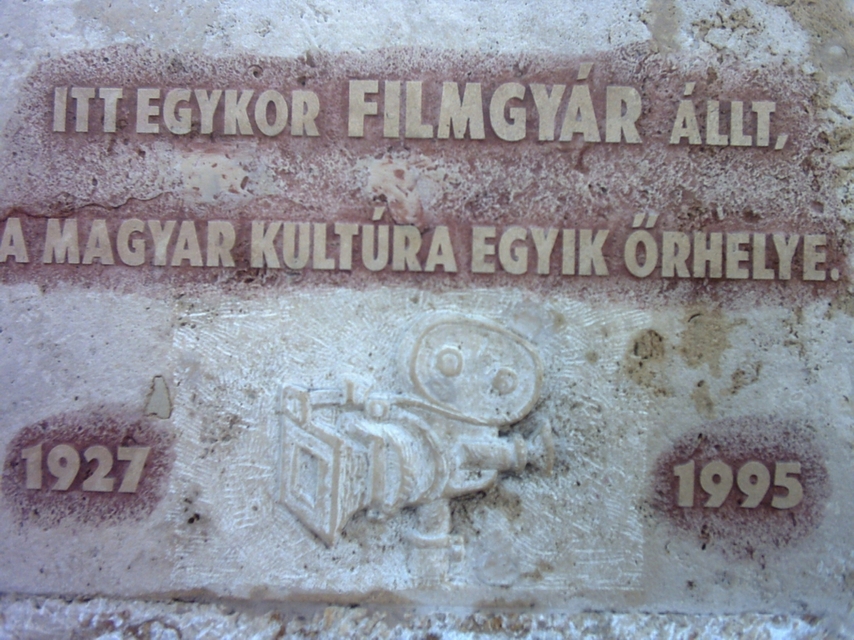 ITT EGYKOR FILMGYÁR ÁLLT,
A MAGYAR KULTÚRA EGYIK ŐRHELYE.
1927 1995